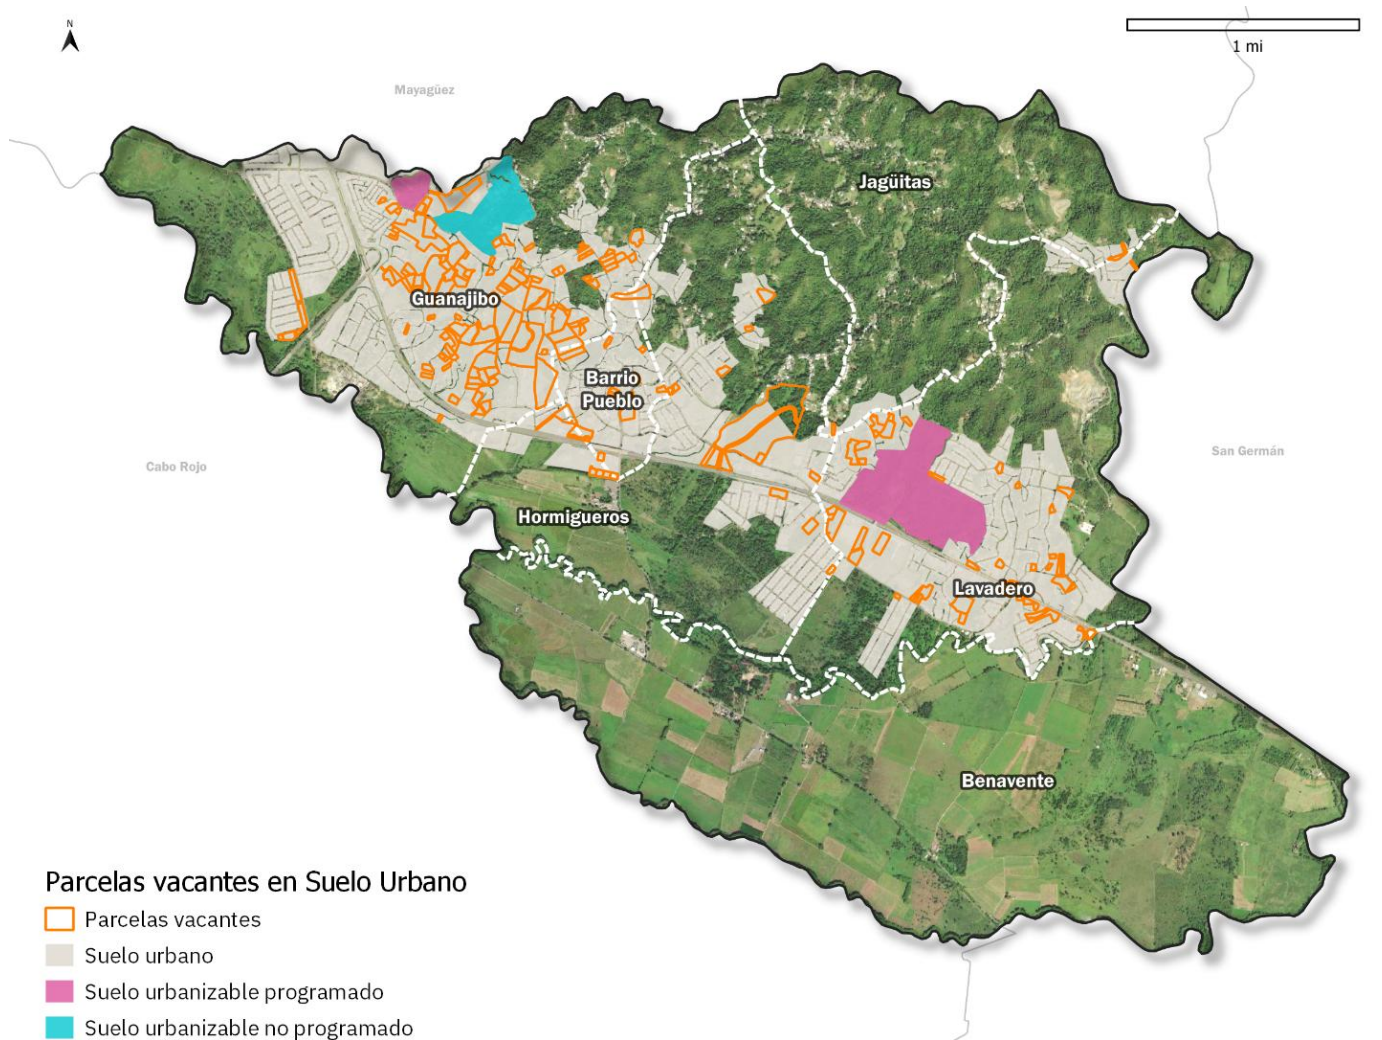 N
1 mi
Mayagüez
Jagüitas
Guanajibo
Barrio
Pueblo
Cabo Rojo
San Germán
Hormigueros
Lavadero
Benavente
Parcelas vacantes en Suelo Urbano
Parcelas vacantes
Suelo urbano
Suelo urbanizable programado
Suelo urbanizable no programado